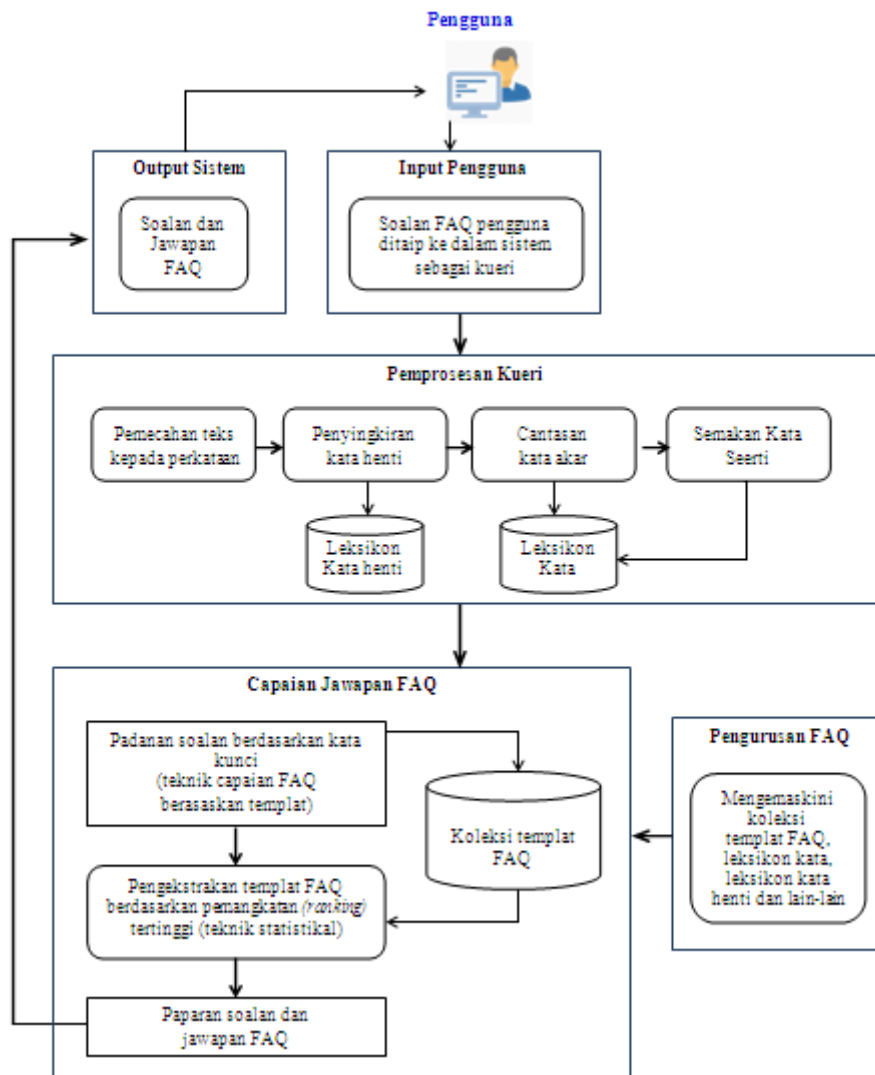 Pengguna
Output Sistem
Soalan dan
Jawapan
FAQ
Input Pengguna
Soalan FAQ pengguna
ditaip ke dalam sistem
sebagai kueri
Pemprosesan Kueri
Pemecahan teks
kepada perkataan
Penyingkiran
kata henti
Cantasan
kata akar
Semakan Kata
Seerti
Leksikon
Kata henti
Leksikon
Kata
Capaian Jawapan FAQ
Padanan soalan berdasarkan kata
kunci
(teknik capaian FAQ
berasaskan templat)
Koleksi templat
FAQ
Pengekstrakan templat FAQ
berdasarkan pemangkatan (ranking)
tertinggi (teknik statistikal)
Paparan soalan dan
jawapan FAQ
Pengurusan FAQ
Mengemaskini
koleksi
templat FAQ,
leksikon kata,
leksikon kata
henti dan lain-lain